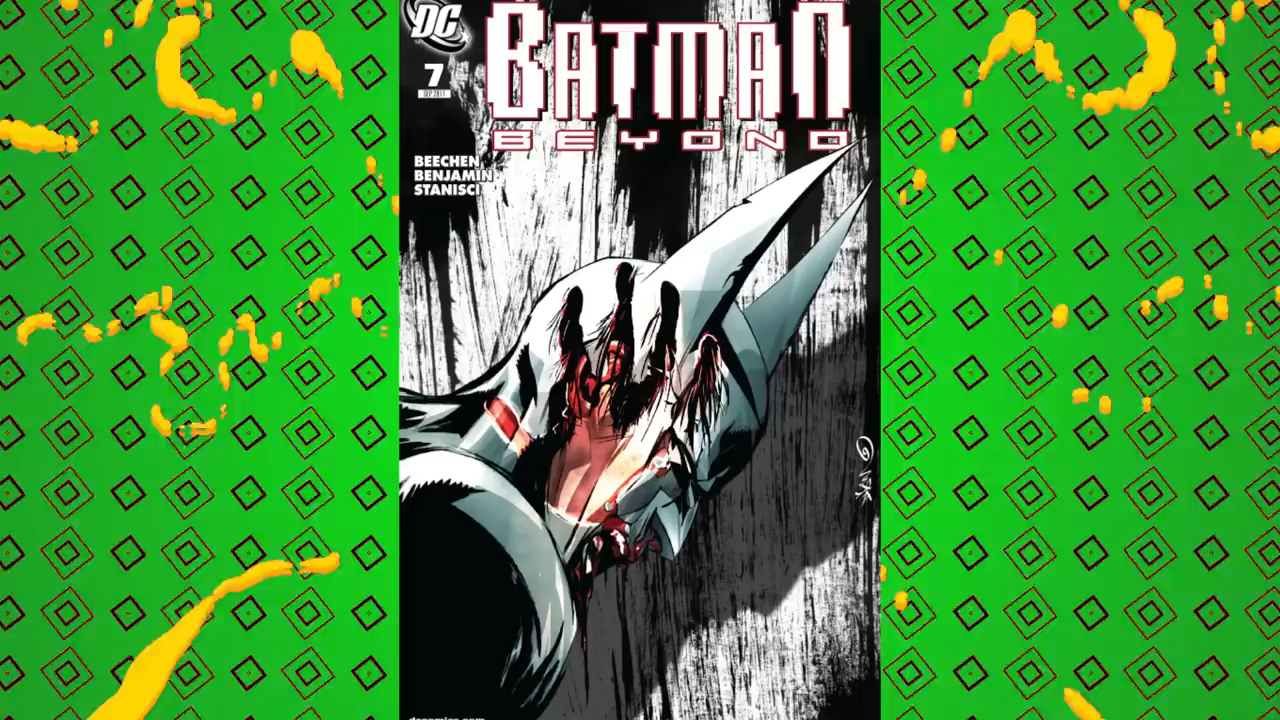 DC
7
SEP 2011
BATMAN
BEYOND
BEECHEN
BENJAMIN
STANISCI